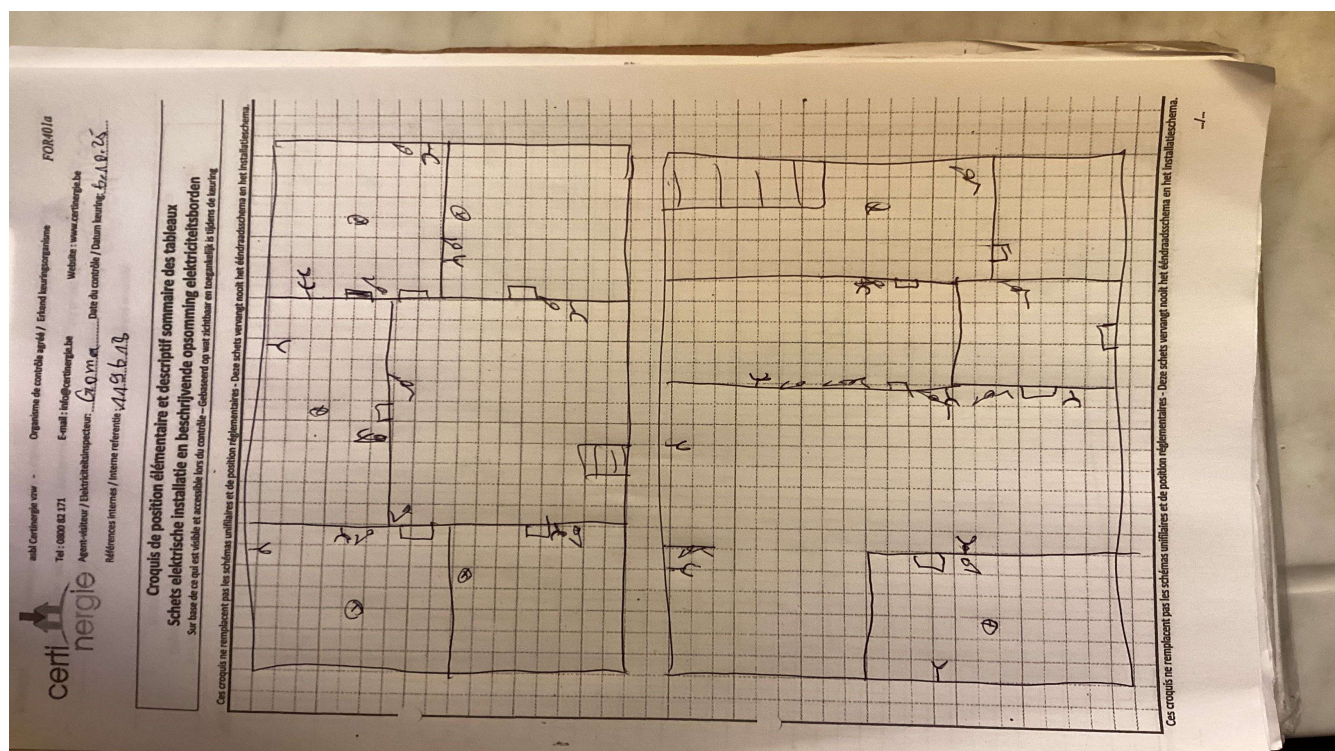 certi
nergie
asbl Certinergie vzw - Organisme de contrôle agréé / Erkend keuringsorganisme FOR401a
Tel : 0800 82 171 E-mail : info@certinergie.be Website : www.certinergie.be
Agent-visiteur / Elektriciteitsinspecteur: Goma Date du contrôle / Datum keuring: 6.10.25
Références internes / Interne referentie: 119.618
Croquis de position élémentaire et descriptif sommaire des tableaux
Schets elektrische installatie en beschrijvende opsomming elektriciteitsborden
Sur base de ce qui est visible et accessible lors du contrôle – Gebaseerd op wat zichtbaar en toegankelijk is tijdens de keuring
Ces croquis ne remplacent pas les schémas unifilaires et de position réglementaires - Deze schets vervangt nooit het ééndraadsschema en het installatieschema.
Ces croquis ne remplacent pas les schémas unifilaires et de position réglementaires - Deze schets vervangt nooit het ééndraadsschema en het installatieschema.